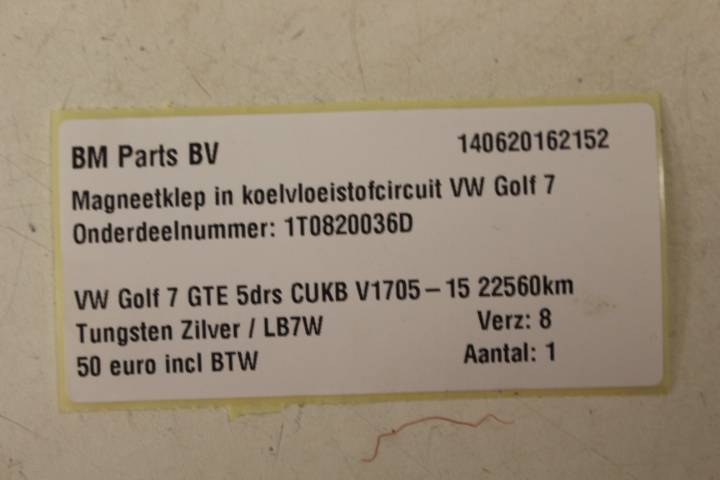 BM Parts BV 140620162152
Magneetklep in koelvloeistofcircuit VW Golf 7
Onderdeelnummer: 1T0820036D
VW Golf 7 GTE 5drs CUKB V1705-15 22560km
Tungsten Zilver / LB7W Verz: 8
50 euro incl BTW Aantal: 1